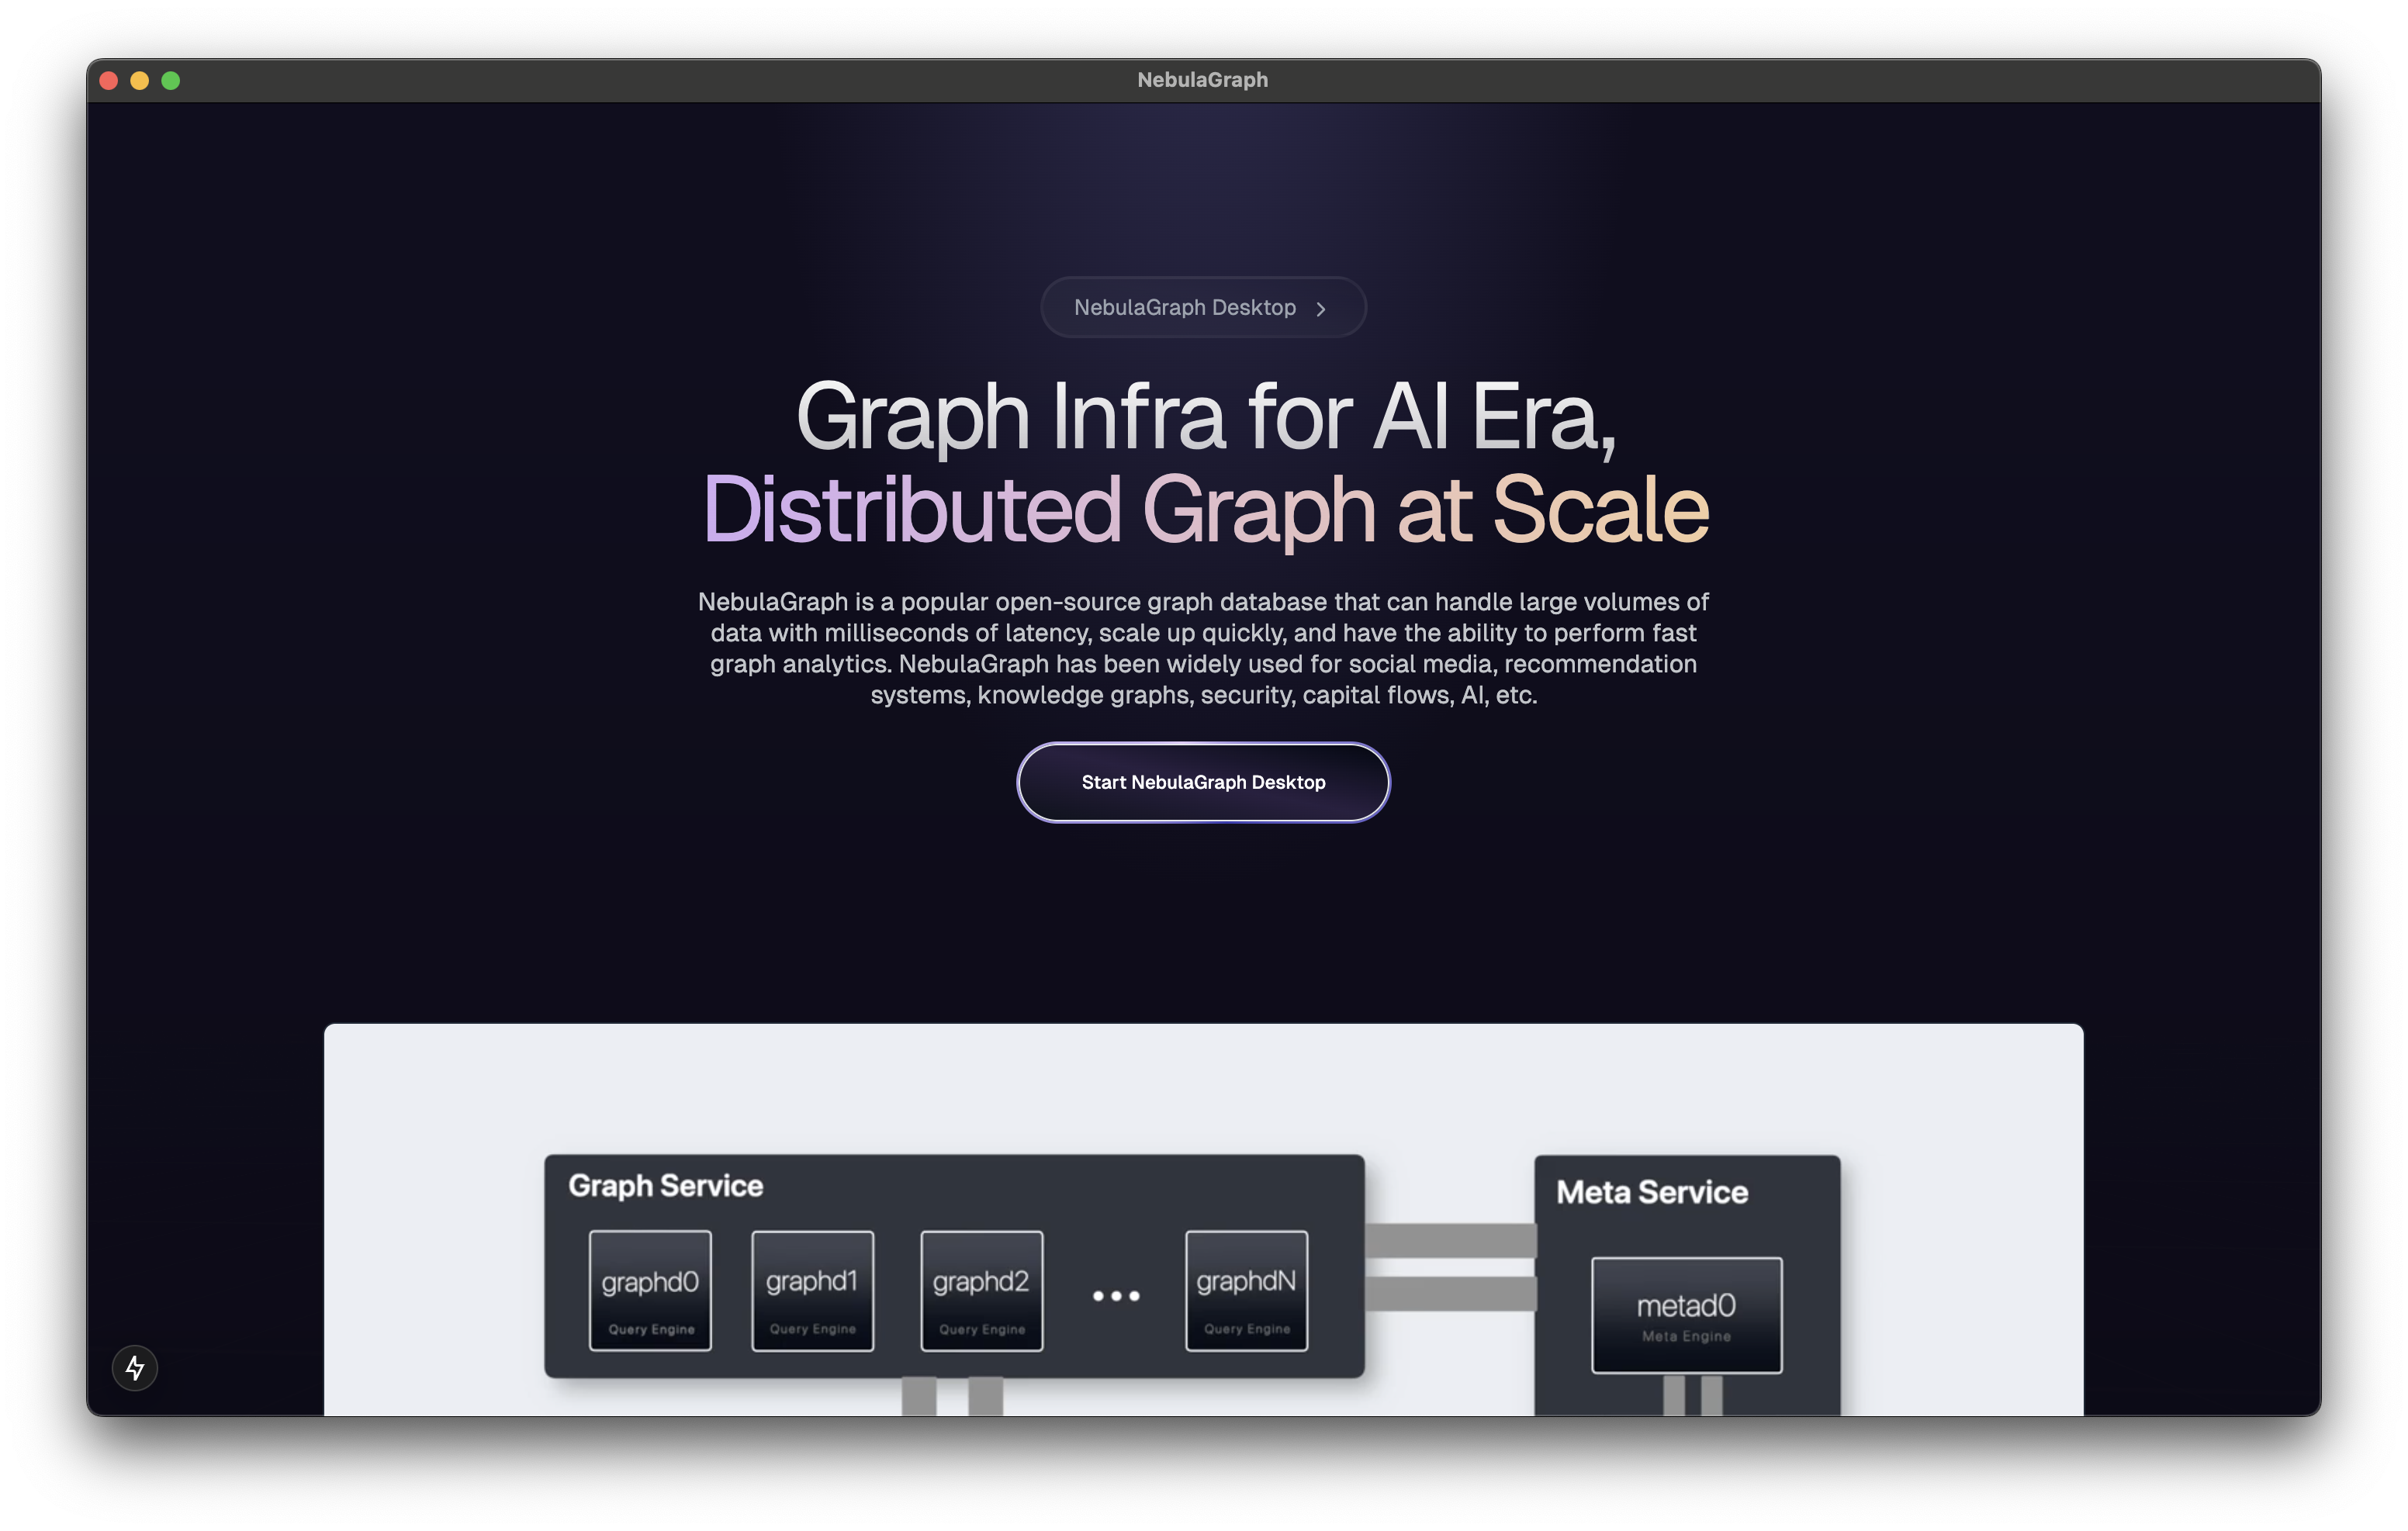 NebulaGraph
NebulaGraph Desktop
Graph Infra for AI Era,
Distributed Graph at Scale
NebulaGraph is a popular open-source graph database that can handle large volumes of
data with milliseconds of latency, scale up quickly, and have the ability to perform fast
graph analytics. NebulaGraph has been widely used for social media, recommendation
systems, knowledge graphs, security, capital flows, AI, etc.
Start NebulaGraph Desktop
Graph Service
graphd0
Query Engine
graphd1
Query Engine
graphd2
Query Engine
•••
graphdN
Query Engine
Meta Service
metad0
Meta Engine